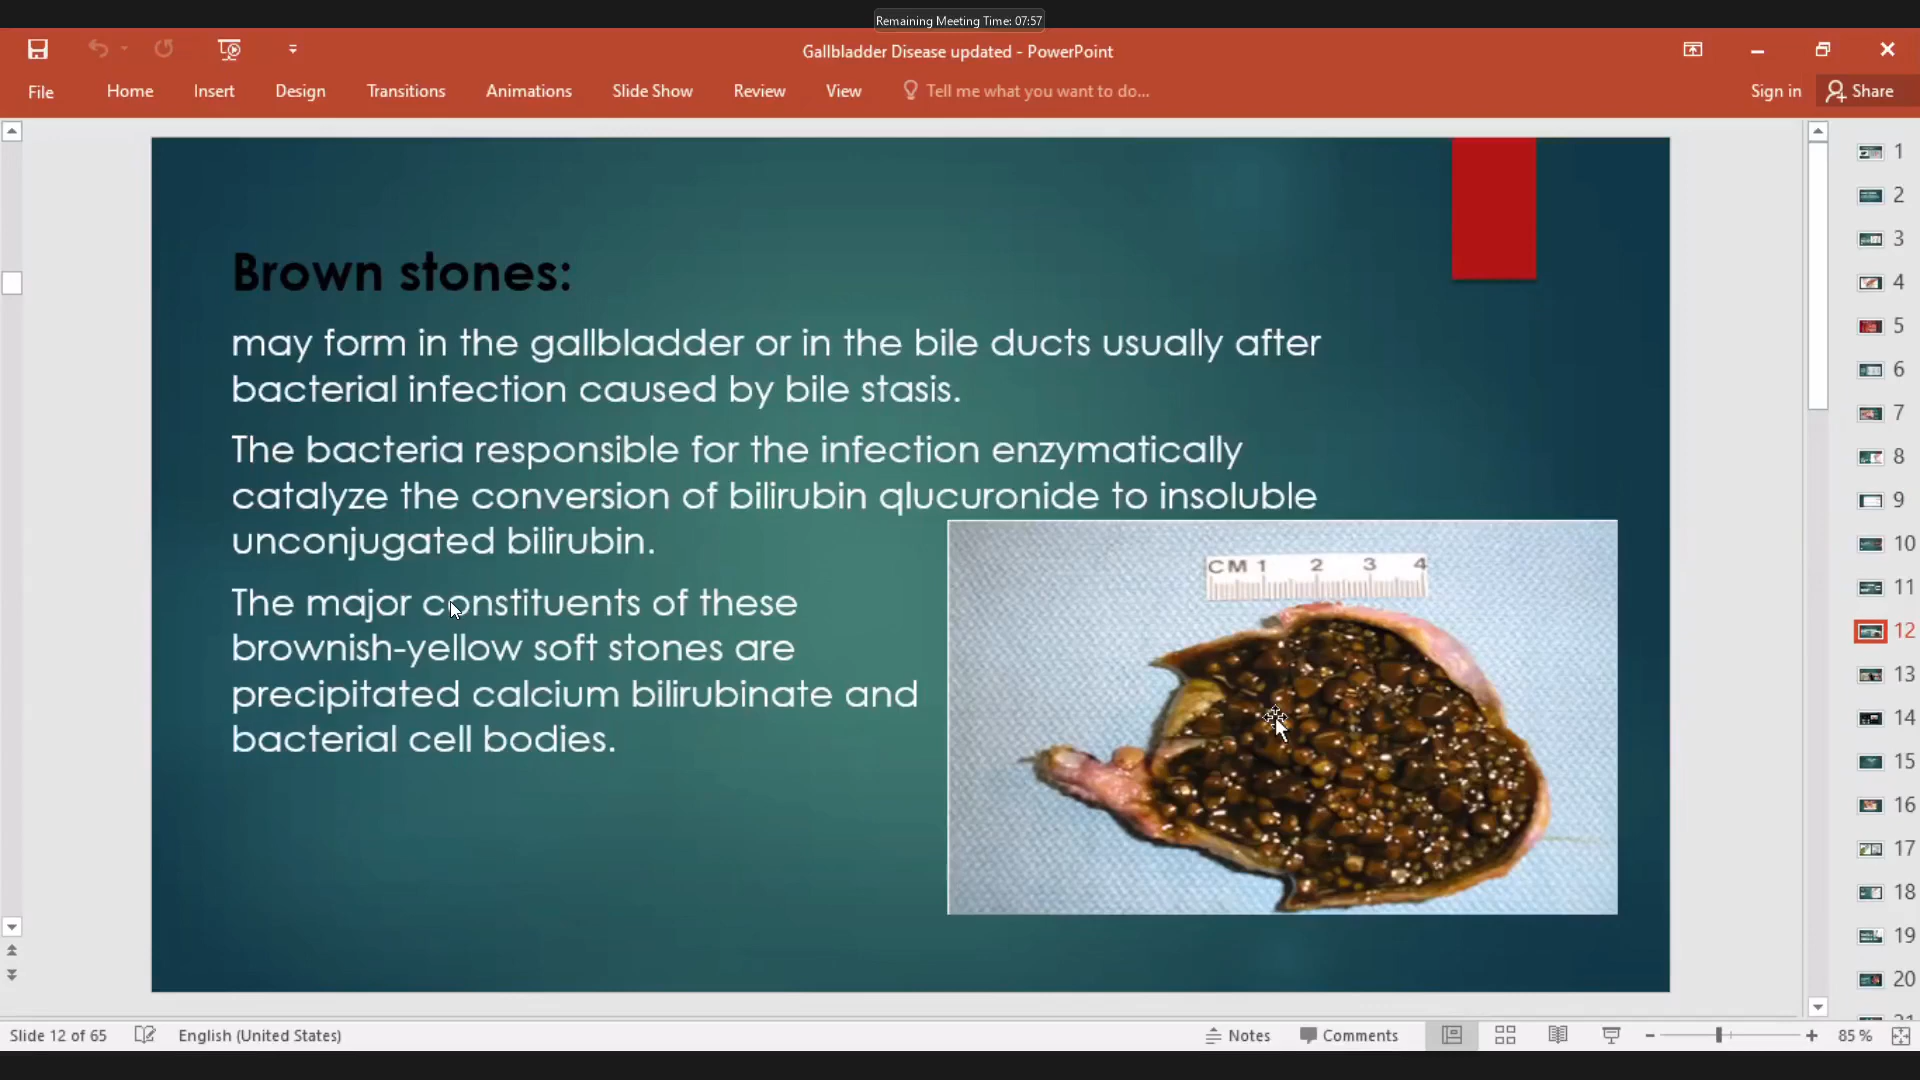 Remaining Meeting Time: 07:57
Gallbladder Disease updated - PowerPoint
File Home Insert Design Transitions Animations Slide Show Review View Tell me what you want to do... Sign in Share
Brown stones:
may form in the gallbladder or in the bile ducts usually after
bacterial infection caused by bile stasis.
The bacteria responsible for the infection enzymatically
catalyze the conversion of bilirubin qlucuronide to insoluble
unconjugated bilirubin.
The major constituents of these
brownish-yellow soft stones are
precipitated calcium bilirubinate and
bacterial cell bodies.
CM 1 2 3 4
1
2
3
4
5
6
7
8
9
10
11
12
13
14
15
16
17
18
19
20
Slide 12 of 65 English (United States) Notes Comments 85 %